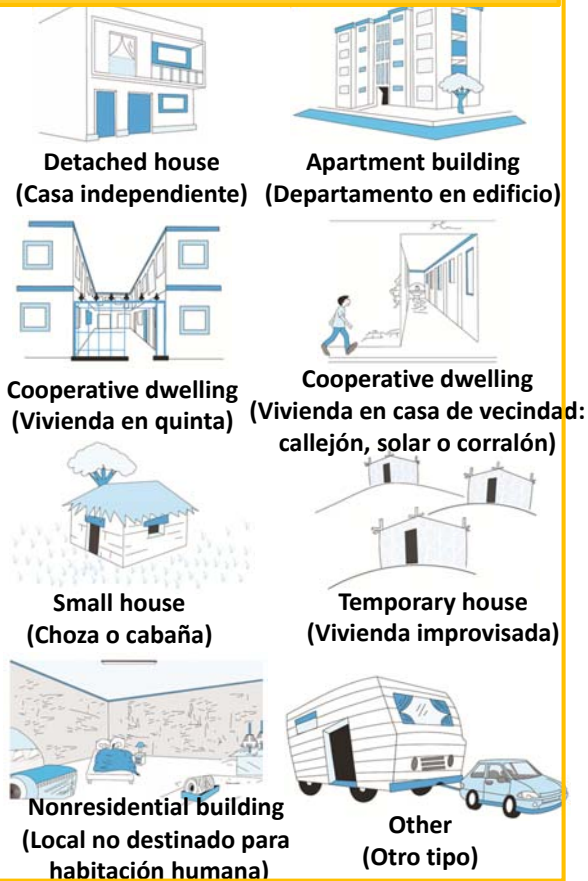 Detached house
(Casa independiente)
Apartment building
(Departamento en edificio)
Cooperative dwelling
(Vivienda en quinta)
Cooperative dwelling
(Vivienda en casa de vecindad:
callejón, solar o corralón)
Small house
(Choza o cabaña)
Temporary house
(Vivienda improvisada)
Nonresidential building
(Local no destinado para
habitación humana)
Other
(Otro tipo)